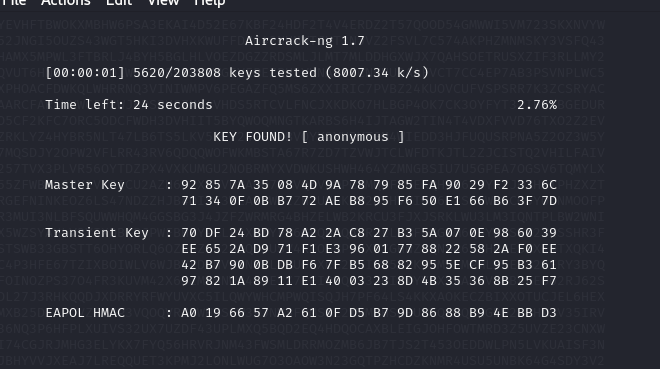 File Actions Edit View Help
Aircrack-ng 1.7
[00:00:01] 5620/203808 keys tested (8007.34 k/s)
Time left: 24 seconds 2.76%
KEY FOUND! [ anonymous ]
Master Key : 92 85 7A 35 08 4D 9A 78 79 85 FA 90 29 F2 33 6C
71 34 0F 0B B7 72 AE B8 95 F6 50 E1 66 B6 3F 7D
Transient Key : 70 DF 24 BD 78 A2 2A C8 27 B3 5A 07 0E 98 60 39
EE 65 2A D9 71 F1 E3 96 01 77 88 22 58 2A F0 EE
42 B7 90 0B DB F6 7F B5 68 82 95 5E CF 95 B3 61
97 82 1A 89 11 E1 40 03 23 8D 4B 35 36 8B 25 F7
EAPOL HMAC : A0 19 66 57 A2 61 0F D5 B7 9D 86 88 B9 4E BB D3